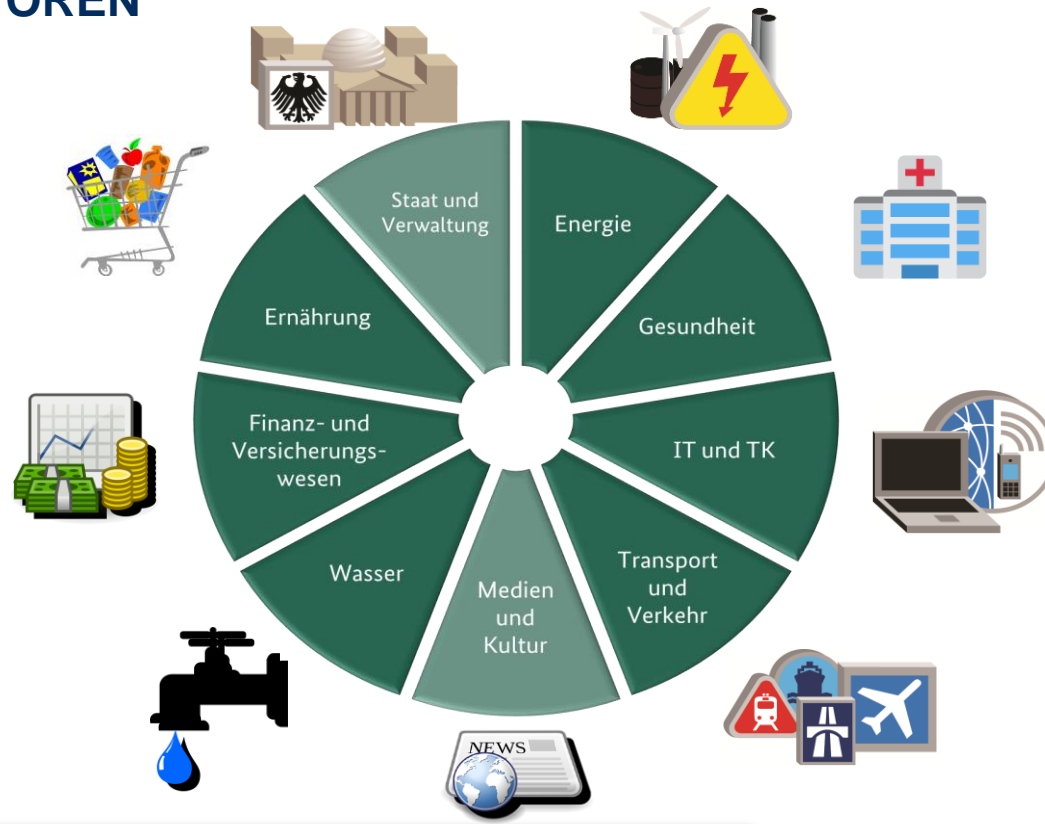 OREN
Staat und
Verwaltung
Energie
Ernährung
Gesundheit
Finanz- und
Versicherungs-
wesen
IT und TK
Wasser
Transport
und
Verkehr
Medien
und
Kultur
NEWS